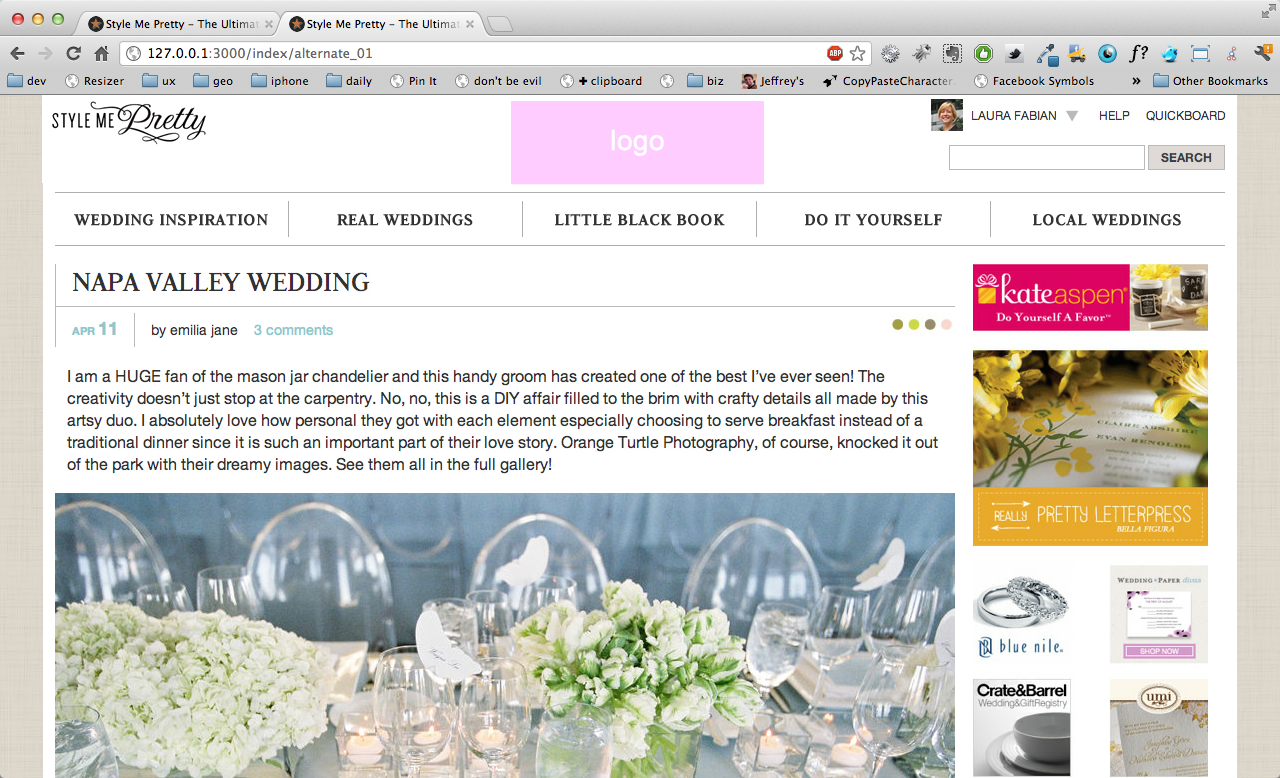 Style Me Pretty – The Ultimat
Style Me Pretty – The Ultimat
127.0.0.1:3000/index/alternate_01
ABP
f?
dev
Resizer
ux
geo
iphone
daily
Pin It
don't be evil
+ clipboard
biz
Jeffrey's
CopyPasteCharacter.
Facebook Symbols
»
Other Bookmarks
STYLE ME Pretty
logo
LAURA FABIAN
HELP
QUICKBOARD
SEARCH
WEDDING INSPIRATION
REAL WEDDINGS
LITTLE BLACK BOOK
DO IT YOURSELF
LOCAL WEDDINGS
NAPA VALLEY WEDDING
APR 11
by emilia jane
3 comments
I am a HUGE fan of the mason jar chandelier and this handy groom has created one of the best I’ve ever seen! The
creativity doesn’t just stop at the carpentry. No, no, this is a DIY affair filled to the brim with crafty details all made by this
artsy duo. I absolutely love how personal they got with each element especially choosing to serve breakfast instead of a
traditional dinner since it is such an important part of their love story. Orange Turtle Photography, of course, knocked it out
of the park with their dreamy images. See them all in the full gallery!
kateaspen®
Do Yourself A Favor™
CLAIRE
EVAN RENOLDS
REALLY PRETTY LETTERPRESS
BELLA FIGURA
blue nile.
WEDDING PAPER divas
SHOP NOW
Crate&Barrel
Wedding&GiftRegistry
umi